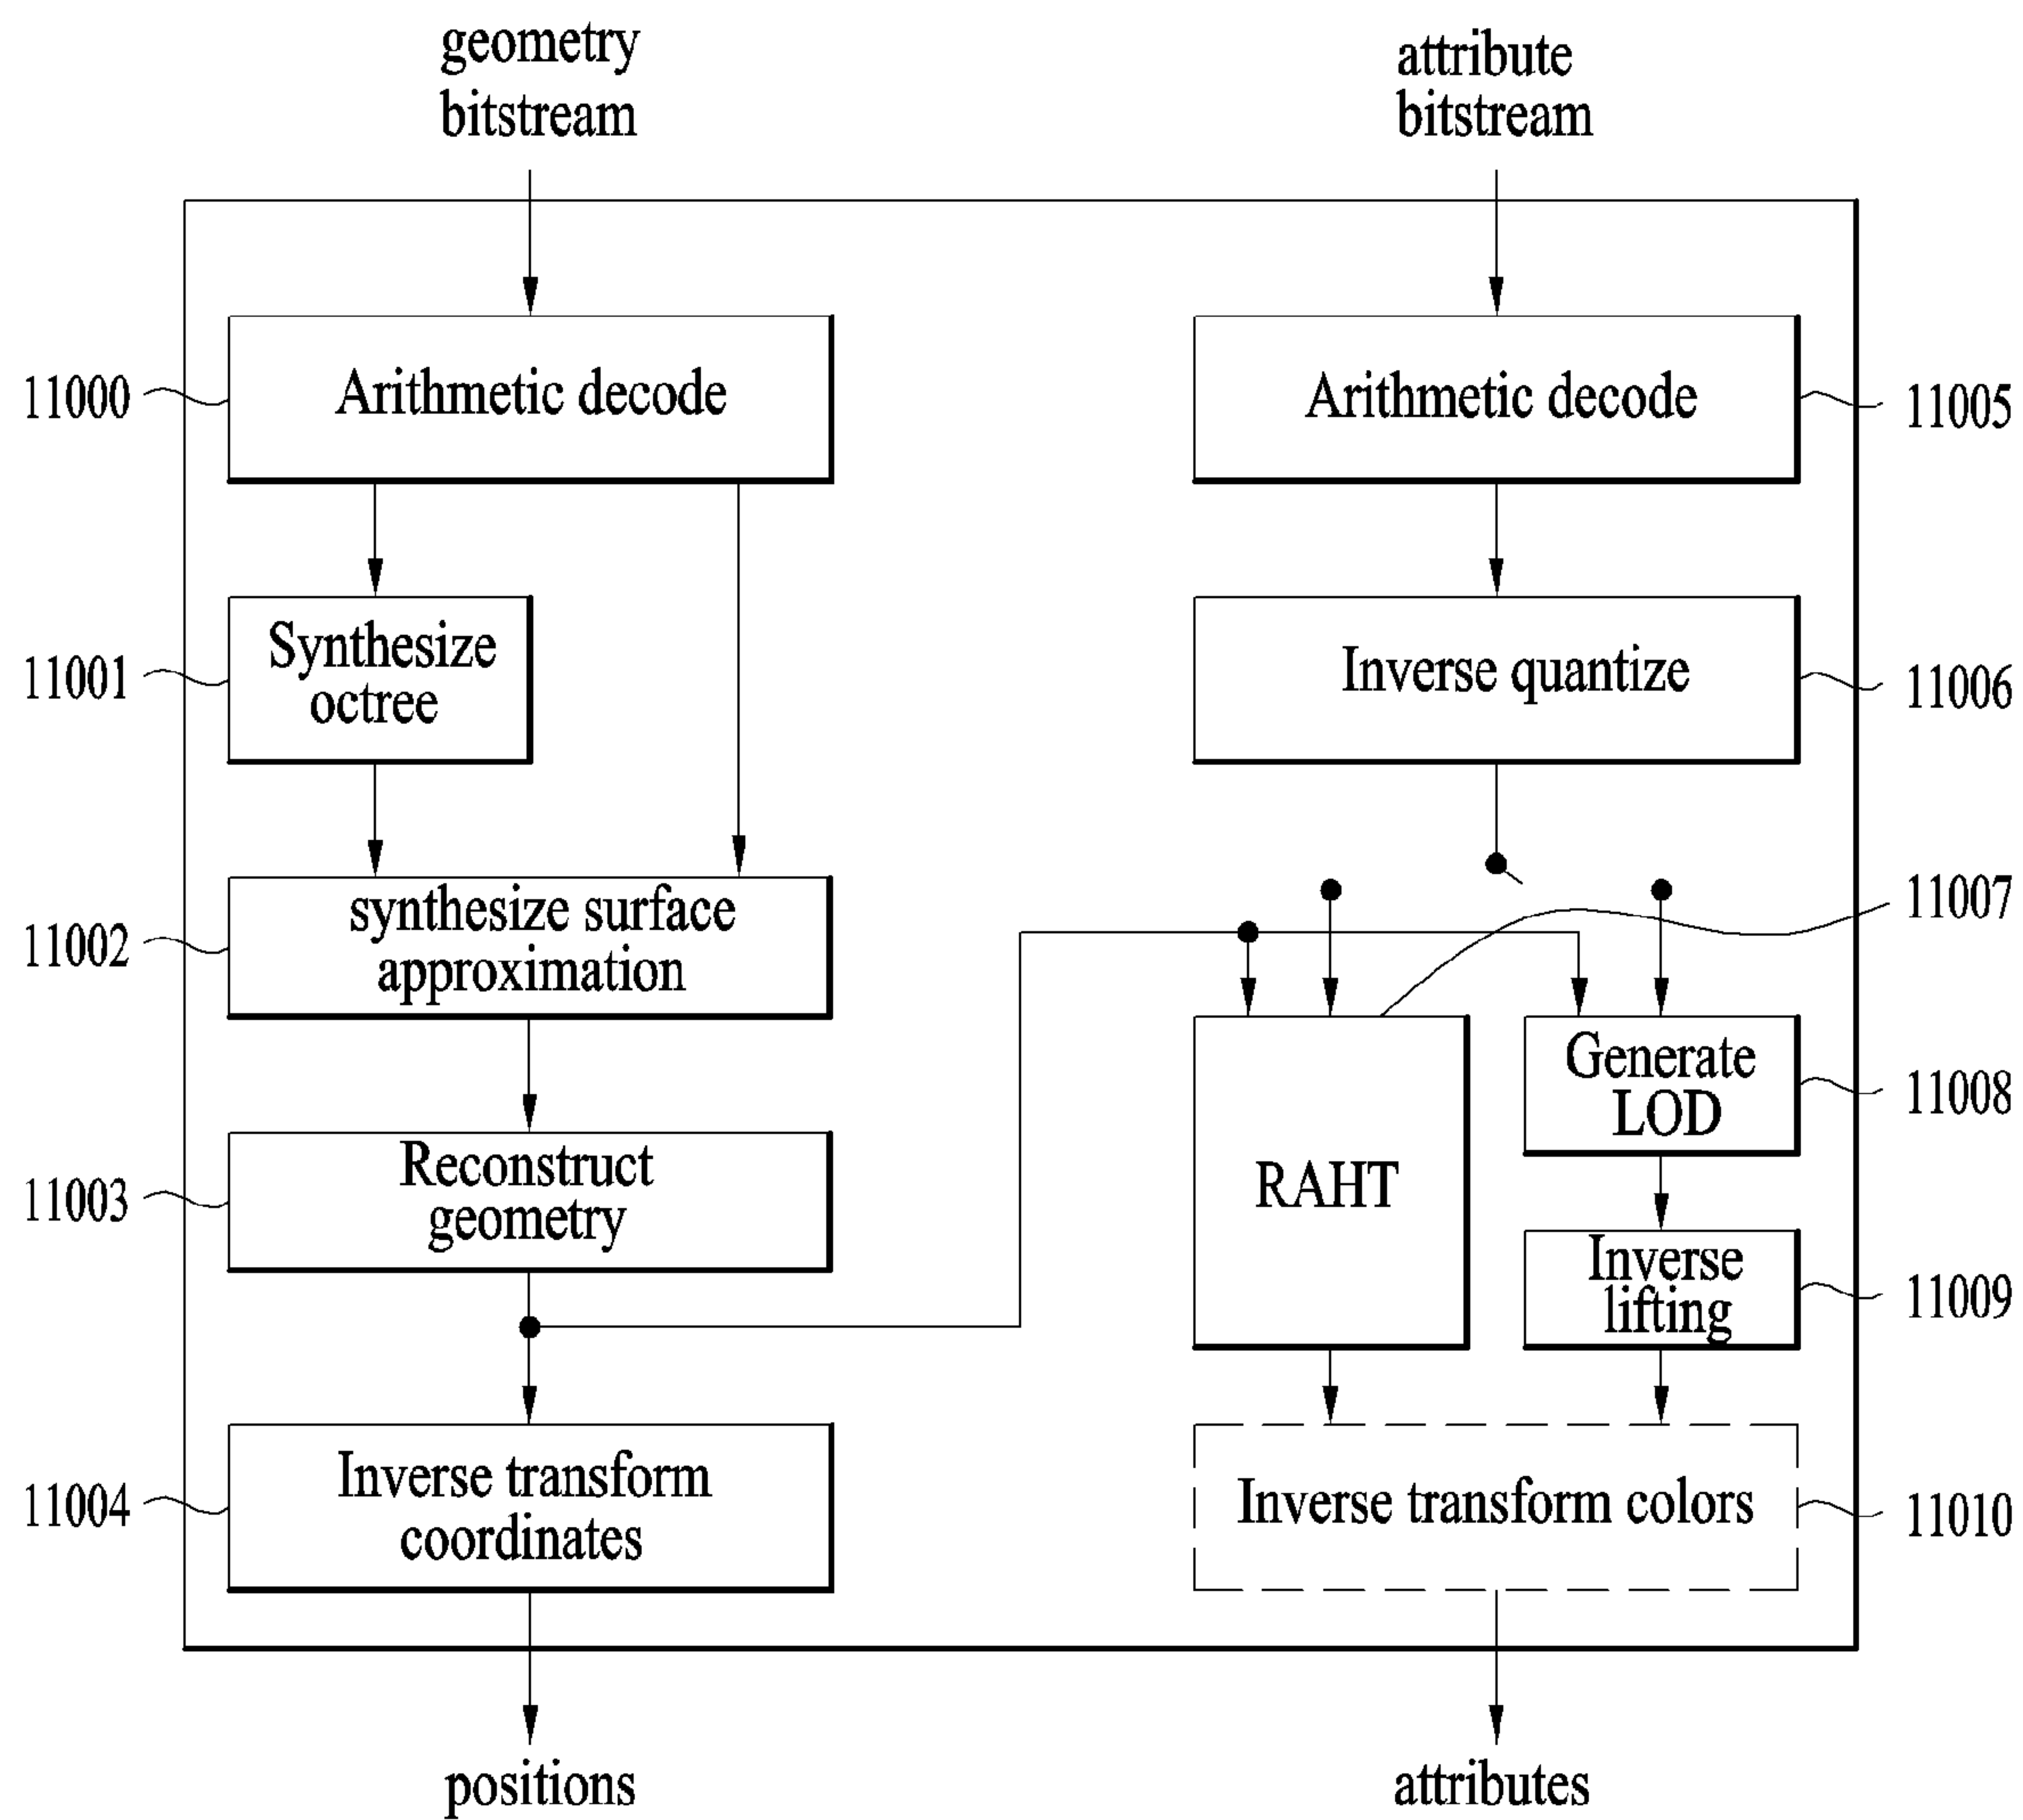 geometry
bitstream
attribute
bitstream
11000
Arithmetic decode
Arithmetic decode
11005
11001
Synthesize
octree
Inverse quantize
11006
11002
synthesize surface
approximation
11007
11003
Reconstruct
geometry
RAHT
Generate
LOD
11008
Inverse
lifting
11009
11004
Inverse transform
coordinates
Inverse transform colors
11010
positions
attributes